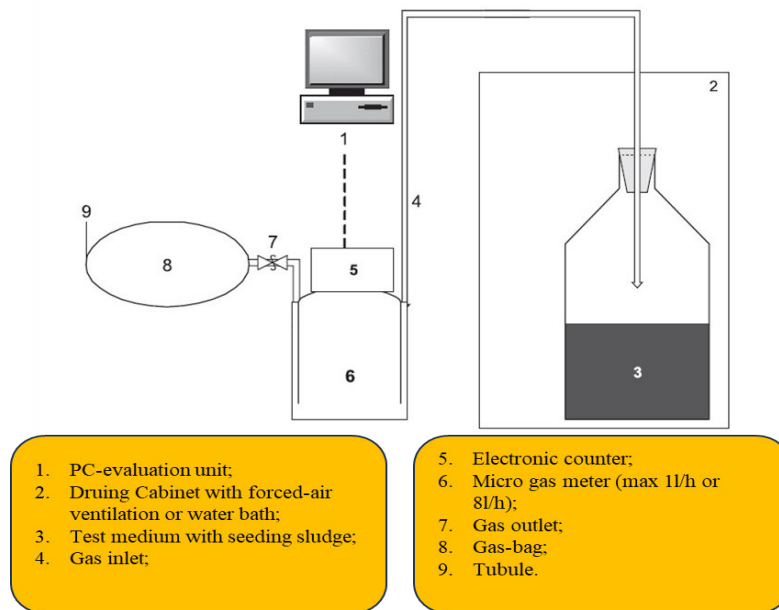 2
1
4
9
7
8
5
6
3
1. PC-evaluation unit;
2. Druing Cabinet with forced-air
ventilation or water bath;
3. Test medium with seeding sludge;
4. Gas inlet;
5. Electronic counter;
6. Micro gas meter (max 1l/h or
8l/h);
7. Gas outlet;
8. Gas-bag;
9. Tubule.